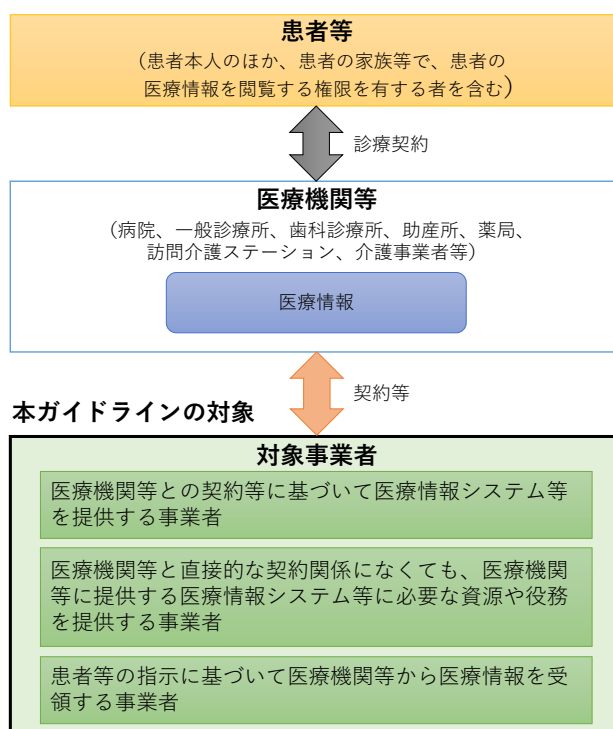 患者等
(患者本人のほか、患者の家族等で、患者の
医療情報を閲覧する権限を有する者を含む)
診療契約
医療機関等
(病院、一般診療所、歯科診療所、助産所、薬局、
訪問介護ステーション、介護事業者等)
医療情報
契約等
本ガイドラインの対象
対象事業者
医療機関等との契約等に基づいて医療情報システム等
を提供する事業者
医療機関等と直接的な契約関係になくても、医療機関
等に提供する医療情報システム等に必要な資源や役務
を提供する事業者
患者等の指示に基づいて医療機関等から医療情報を受
領する事業者